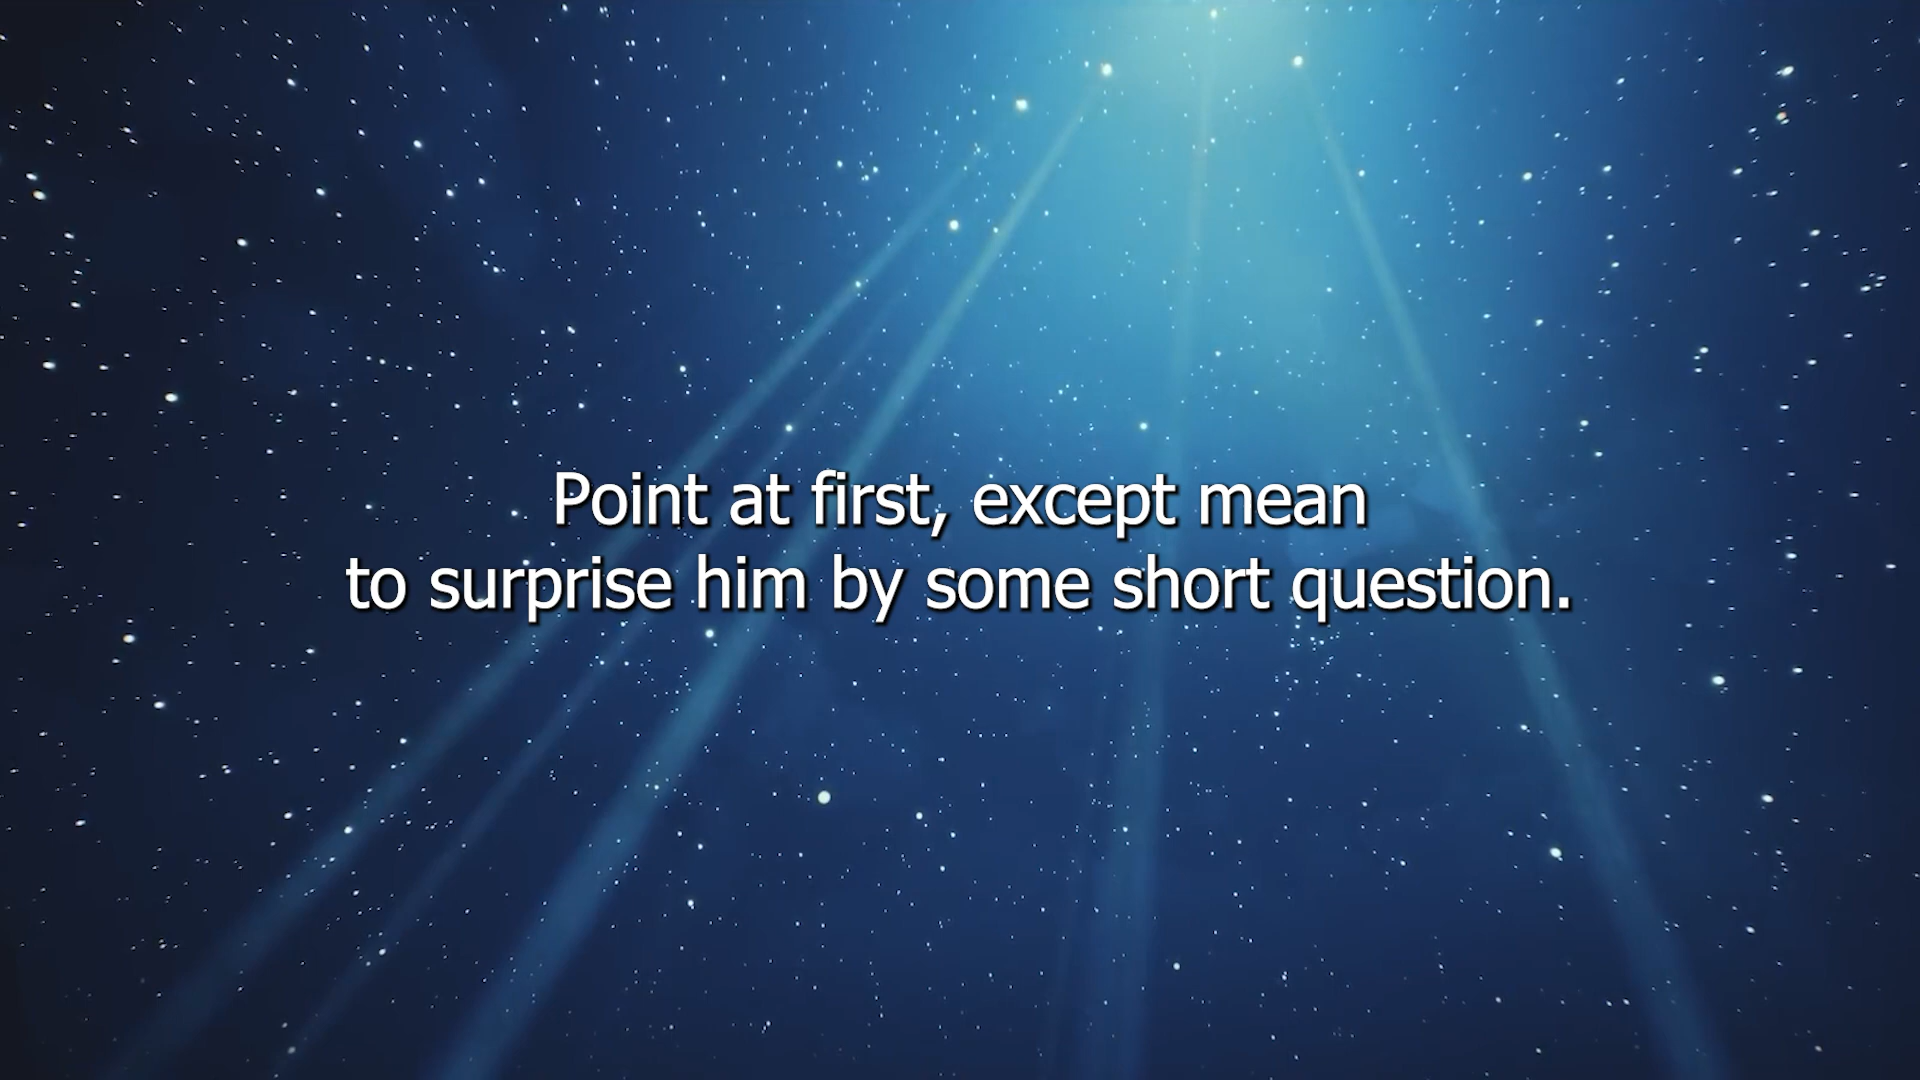 Point at first, except mean
to surprise him by some short question.